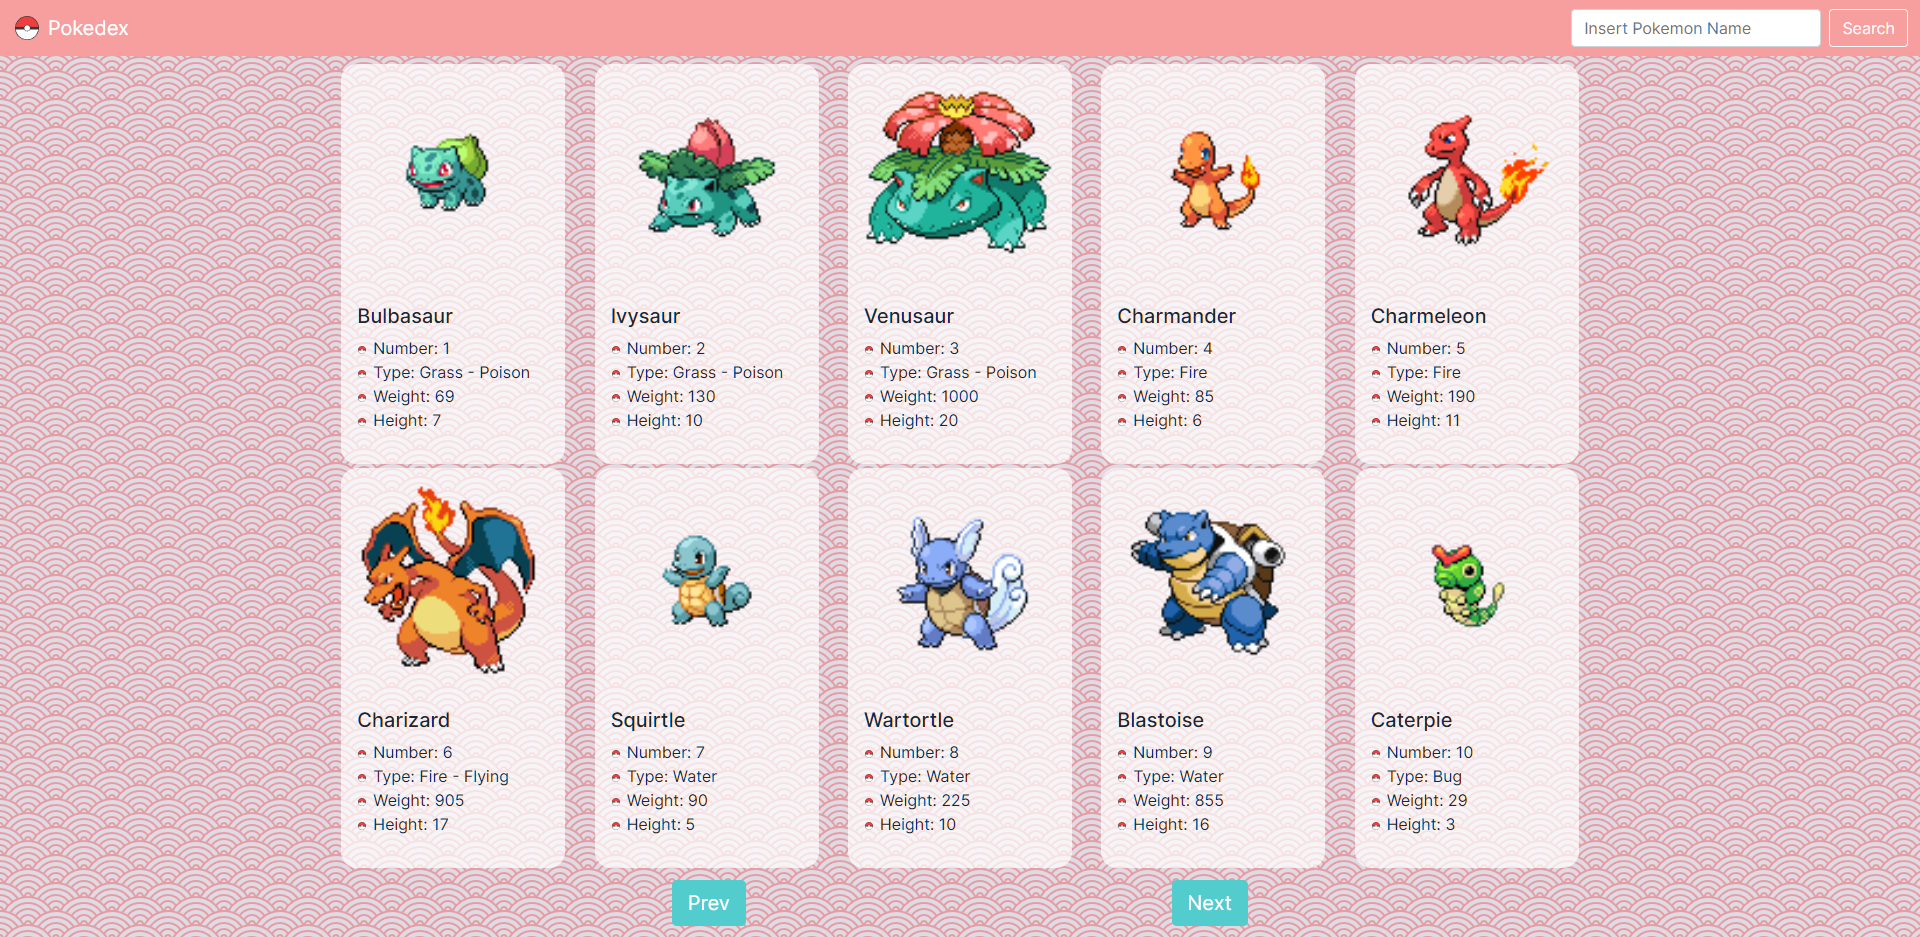 Pokedex
Insert Pokemon Name
Search
Bulbasaur
Number: 1
Type: Grass - Poison
Weight: 69
Height: 7
Ivysaur
Number: 2
Type: Grass - Poison
Weight: 130
Height: 10
Venusaur
Number: 3
Type: Grass - Poison
Weight: 1000
Height: 20
Charmander
Number: 4
Type: Fire
Weight: 85
Height: 6
Charmeleon
Number: 5
Type: Fire
Weight: 190
Height: 11
Charizard
Number: 6
Type: Fire - Flying
Weight: 905
Height: 17
Squirtle
Number: 7
Type: Water
Weight: 90
Height: 5
Wartortle
Number: 8
Type: Water
Weight: 225
Height: 10
Blastoise
Number: 9
Type: Water
Weight: 855
Height: 16
Caterpie
Number: 10
Type: Bug
Weight: 29
Height: 3
Prev
Next